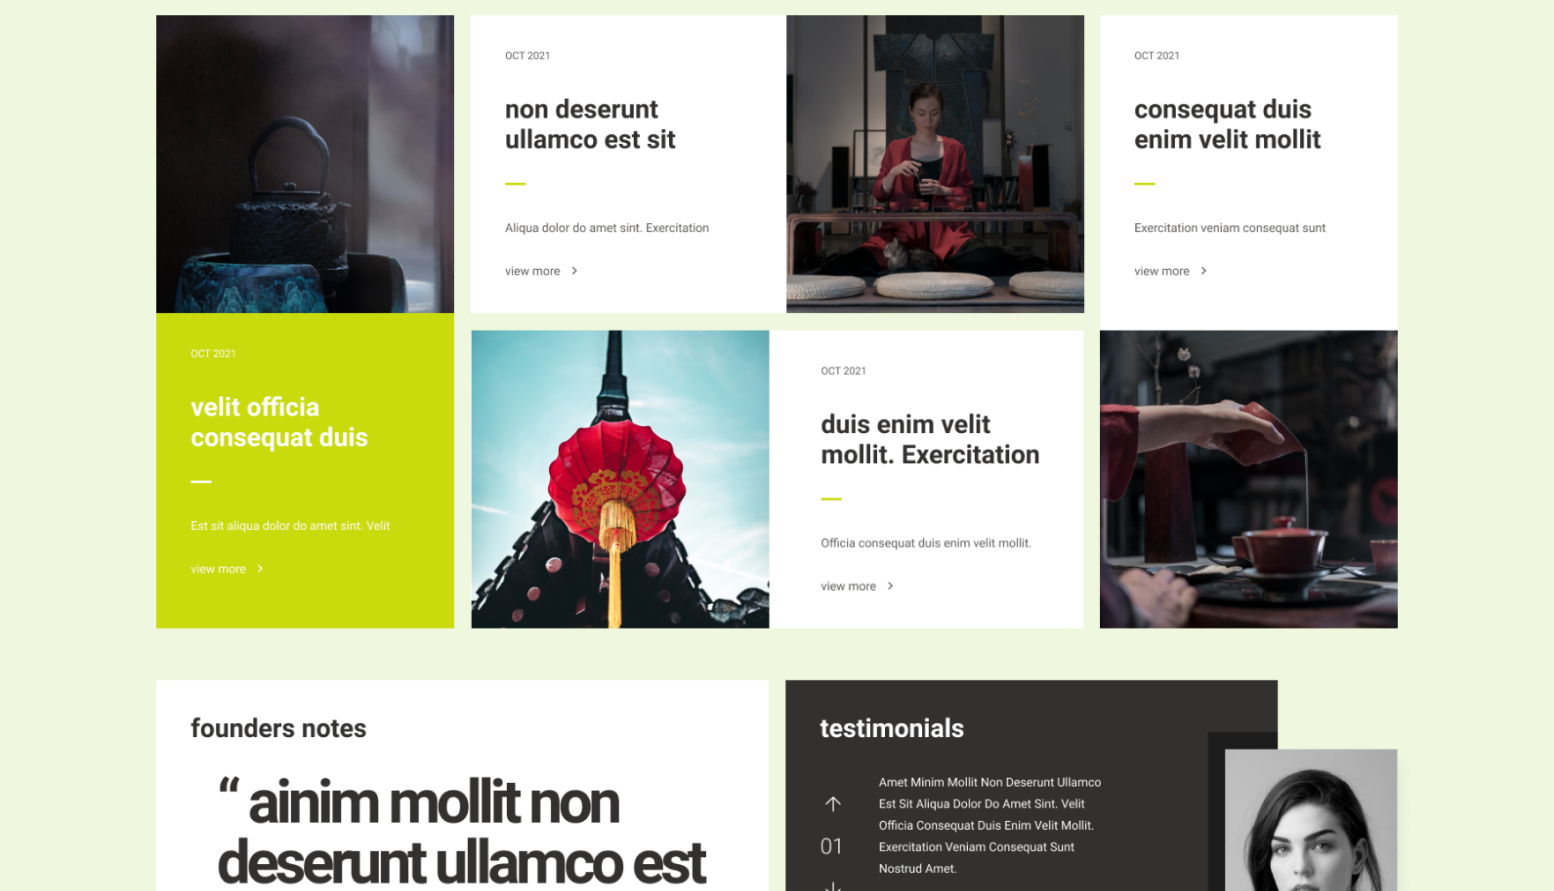 OCT 2021
non deserunt
ullamco est sit
Aliqua dolor do amet sint. Exercitation
view more
OCT 2021
consequat duis
enim velit mollit
Exercitation veniam consequat sunt
view more
OCT 2021
velit officia
consequat duis
Est sit aliqua dolor do amet sint. Velit
view more
OCT 2021
duis enim velit
mollit. Exercitation
Officia consequat duis enim velit mollit.
view more
founders notes
“ ainim mollit non
deserunt ullamco est
testimonials
Amet Minim Mollit Non Deserunt Ullamco
Est Sit Aliqua Dolor Do Amet Sint. Velit
Officia Consequat Duis Enim Velit Mollit.
Exercitation Veniam Consequat Sunt
Nostrud Amet.
01